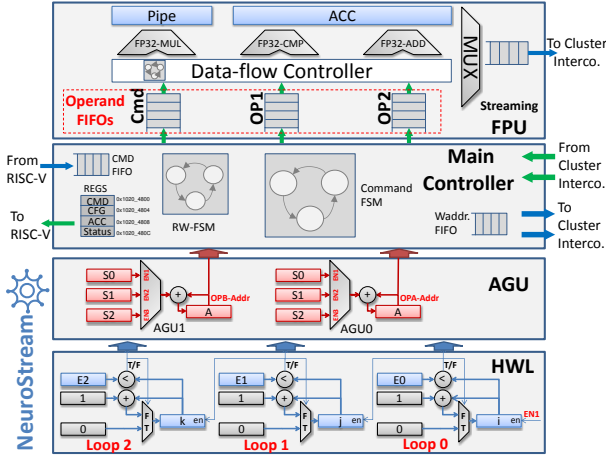 Pipe
ACC
FP32-MUL
FP32-CMP
FP32-ADD
MUX
To Cluster
Interco.
Data-flow Controller
Operand
FIFOs
Cmd
OP1
OP2
Streaming
FPU
From
RISC-V
CMD
FIFO
REGS
CMD
0x1020_4800
CFG
0x1020_4804
ACC
0x1020_4808
Status
0x1020_480C
To
RISC-V
RW-FSM
Command
FSM
Main
Controller
Waddr.
FIFO
From
Cluster
Interco.
To
Cluster
Interco.
NeuroStream
AGU
S0
S1
S2
EN1
EN2
EN3
+
OPB-Addr
A
AGU1
S0
S1
S2
EN1
EN2
EN3
+
OPA-Addr
A
AGU0
HWL
T/F
E2
<
1
+
0
F
T
k
en
Loop 2
T/F
E1
<
1
+
0
F
T
j
en
Loop 1
T/F
E0
<
1
+
0
F
T
i
en
EN1
Loop 0